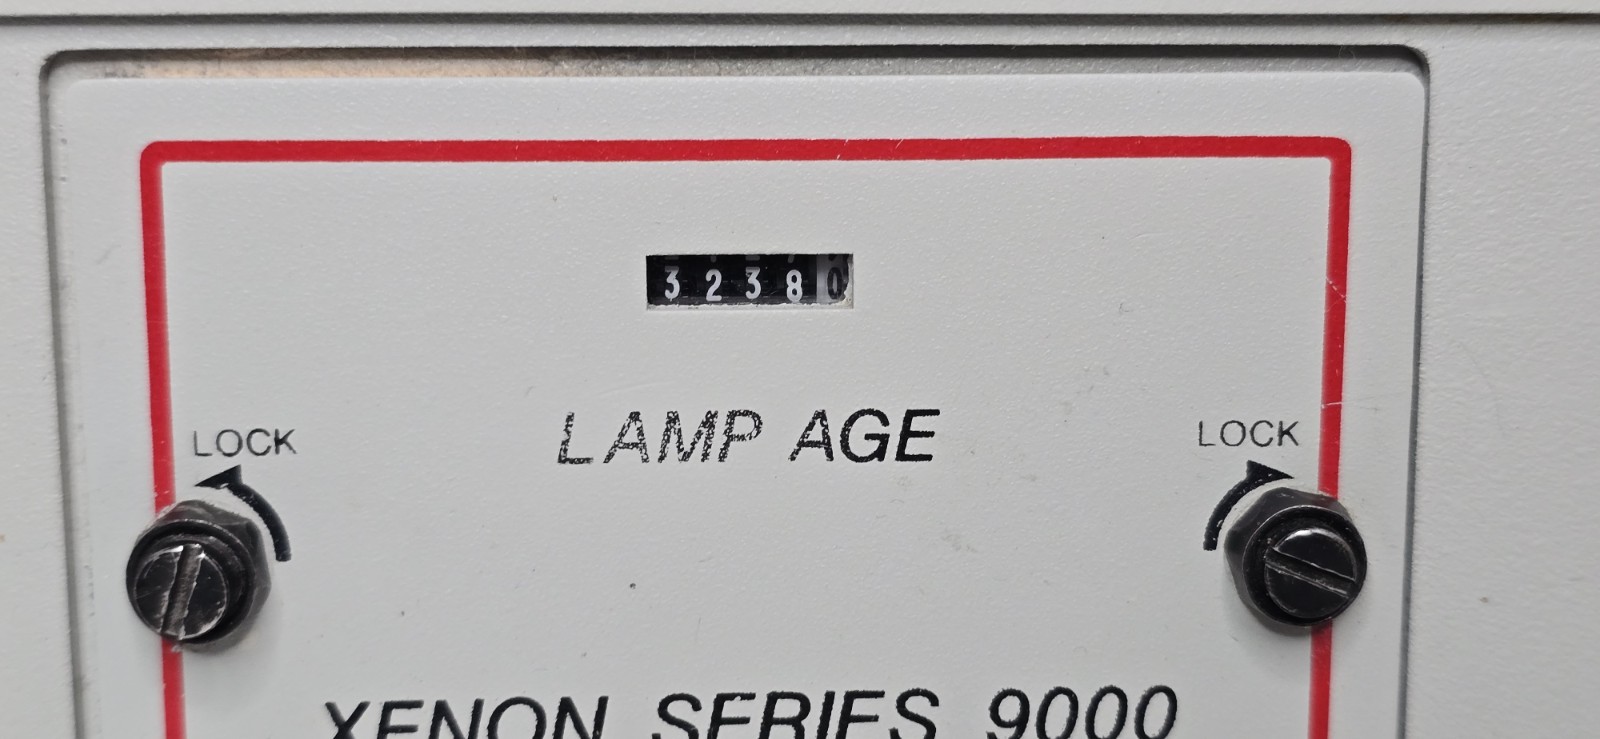 32380
LAMP AGE
LOCK LOCK
XENON SERIES 9000